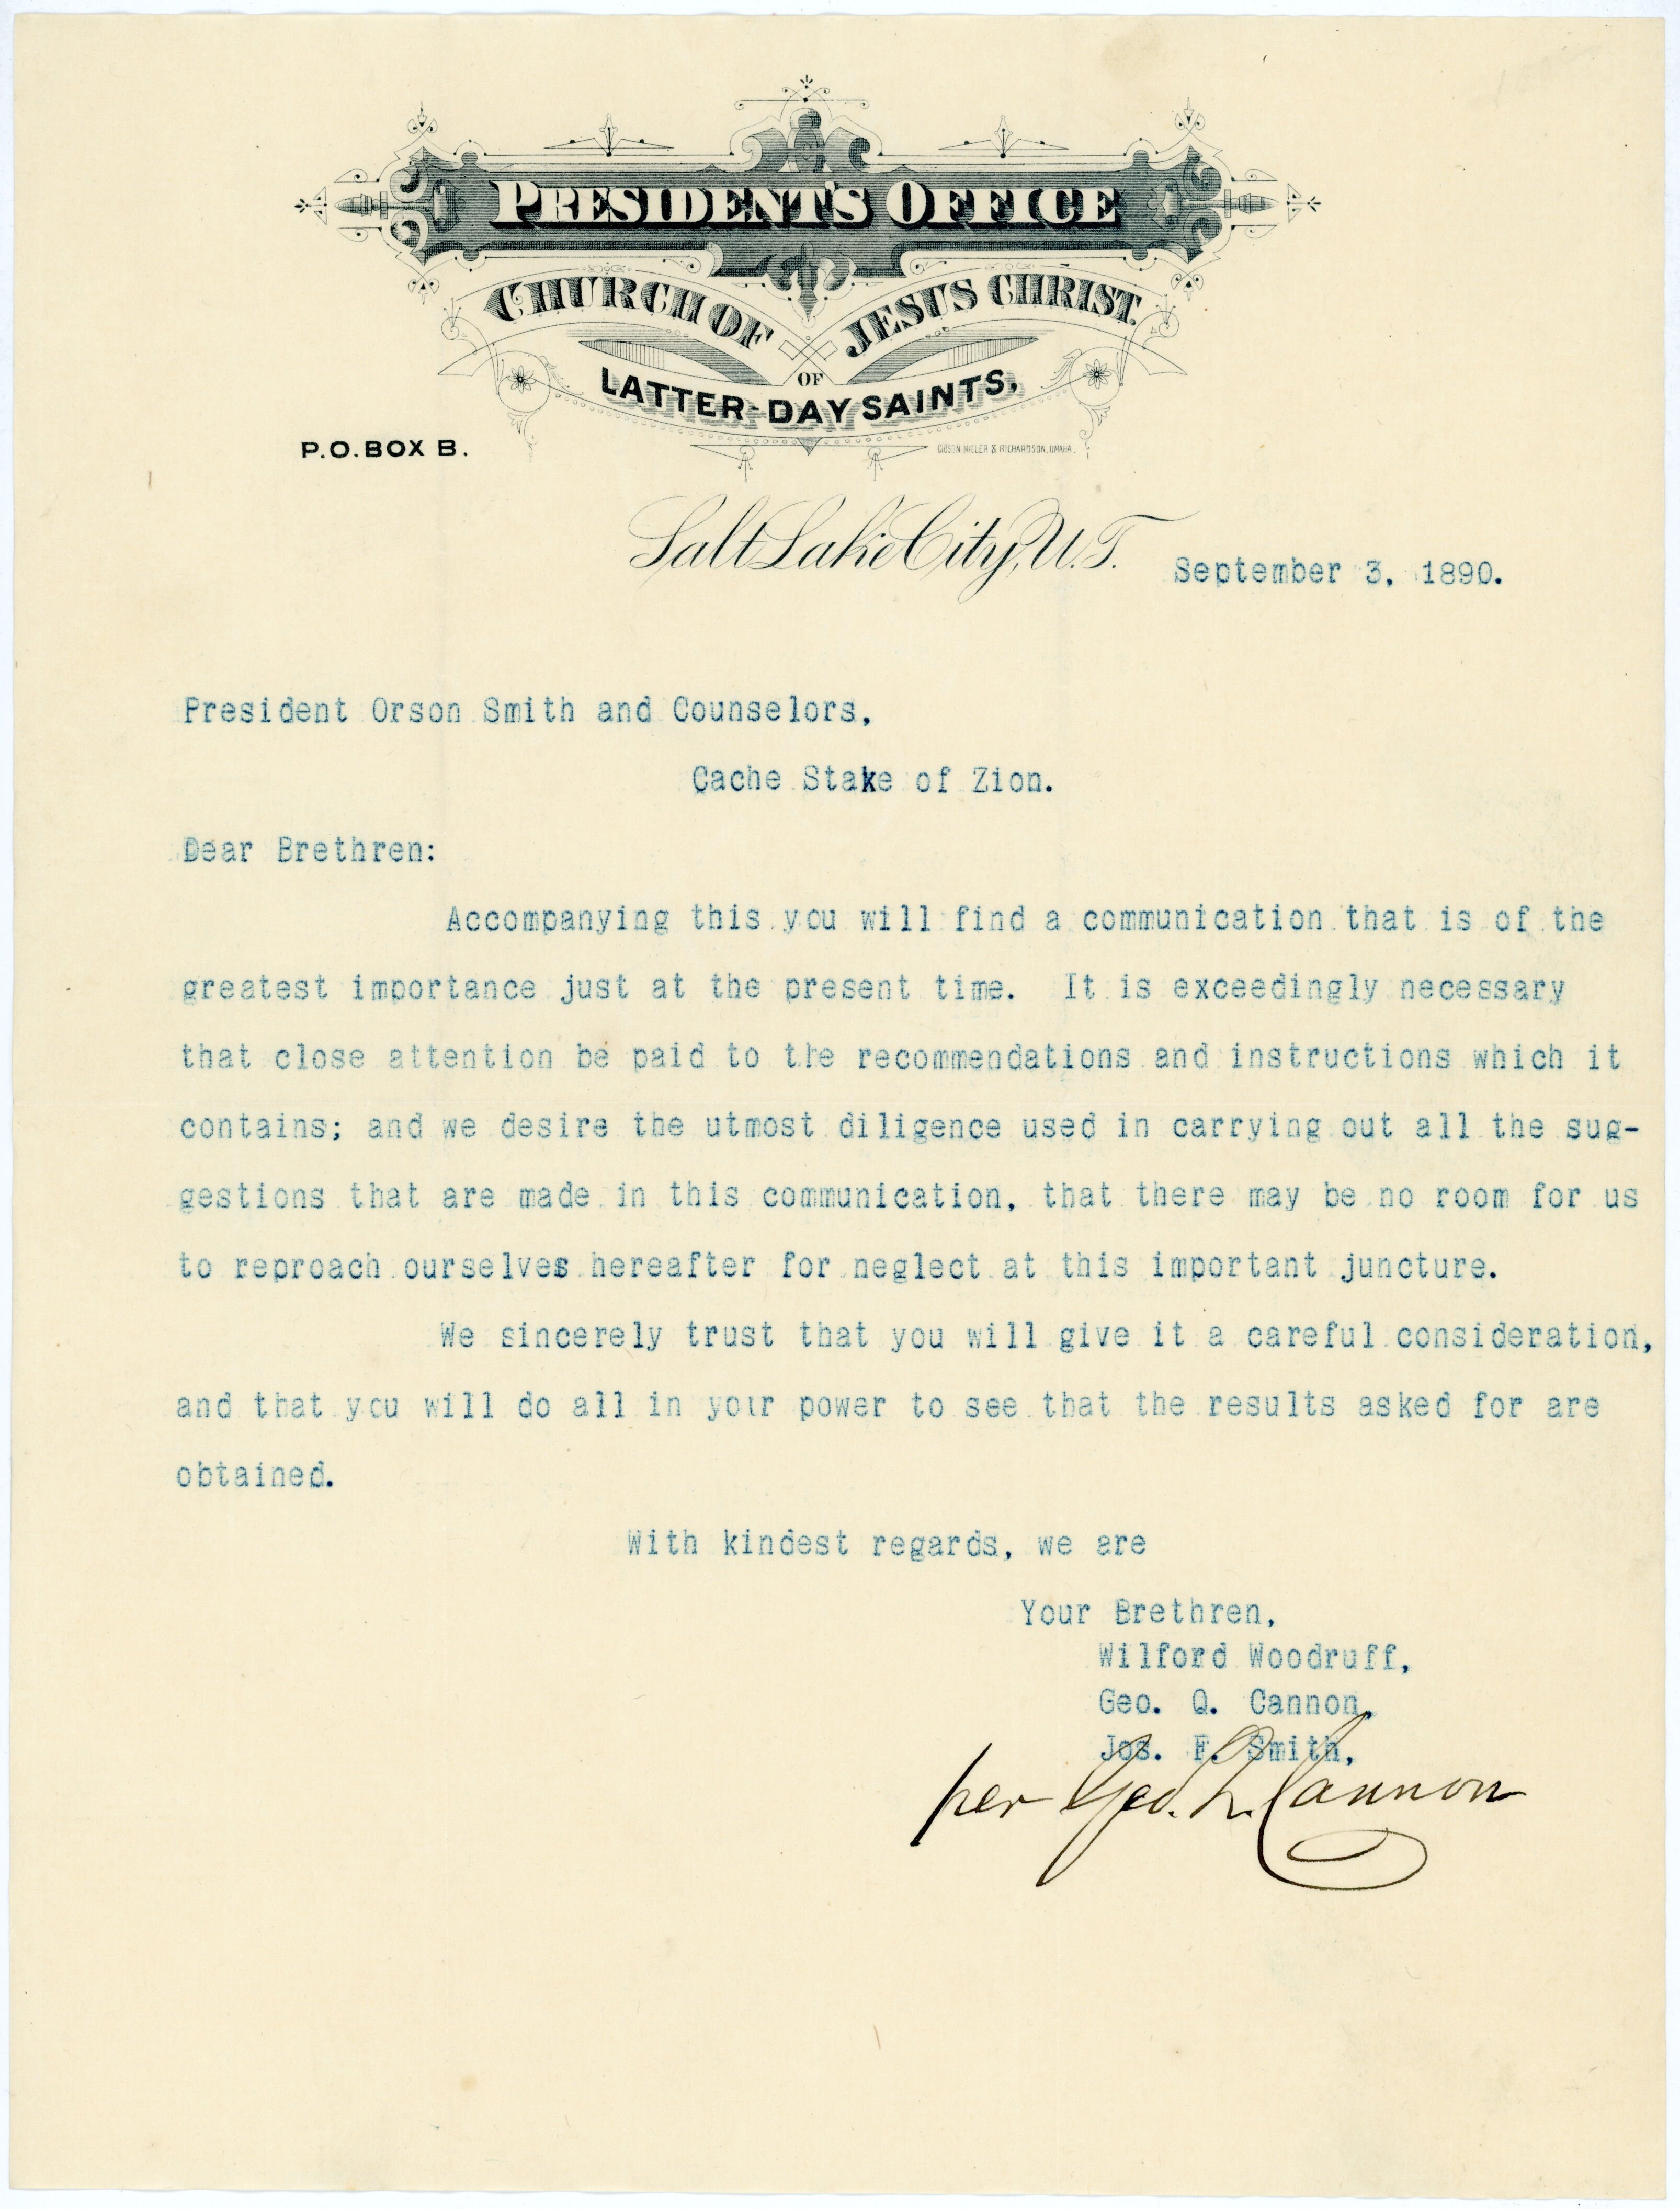 PRESIDENT'S OFFICE
CHURCH OF JESUS CHRIST
OF
LATTER-DAY SAINTS,
P.O. BOX B.
GIBSON MILLER & RICHARDSON, OMAHA.
Salt Lake City, U.T. September 3, 1890.
President Orson Smith and Counselors,
Cache Stake of Zion.
Dear Brethren:
Accompanying this you will find a communication that is of the
greatest importance just at the present time. It is exceedingly necessary
that close attention be paid to the recommendations and instructions which it
contains; and we desire the utmost diligence used in carrying out all the sug-
gestions that are made in this communication, that there may be no room for us
to reproach ourselves hereafter for neglect at this important juncture.
We sincerely trust that you will give it a careful consideration,
and that you will do all in your power to see that the results asked for are
obtained.
With kindest regards, we are
Your Brethren,
Wilford Woodruff,
Geo. Q. Cannon,
Jos. F. Smith,
per Geo. Q. Cannon